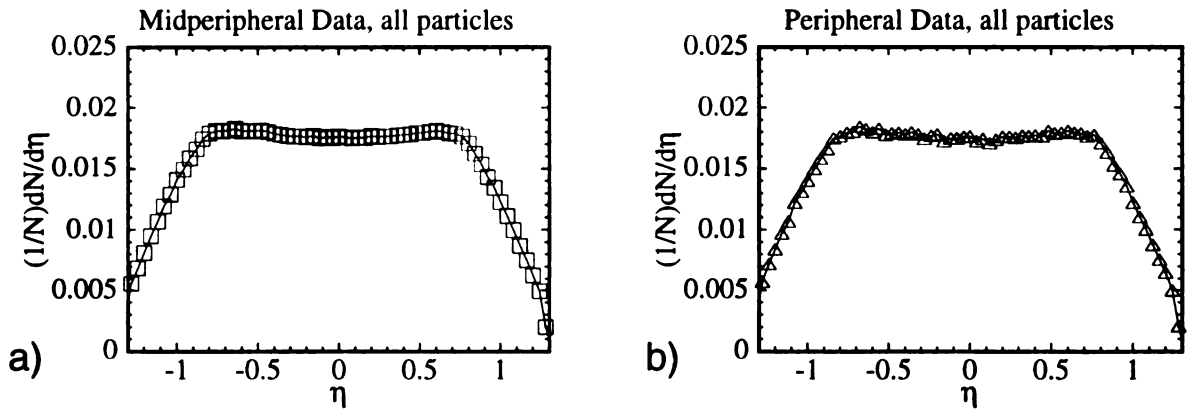 Midperipheral Data, all particles
0.025
0.02
0.015
0.01
0.005
0
(1/N)dN/dη
-1
-0.5
0
0.5
1
η
a)
Peripheral Data, all particles
0.025
0.02
0.015
0.01
0.005
0
(1/N)dN/dη
-1
-0.5
0
0.5
1
η
b)